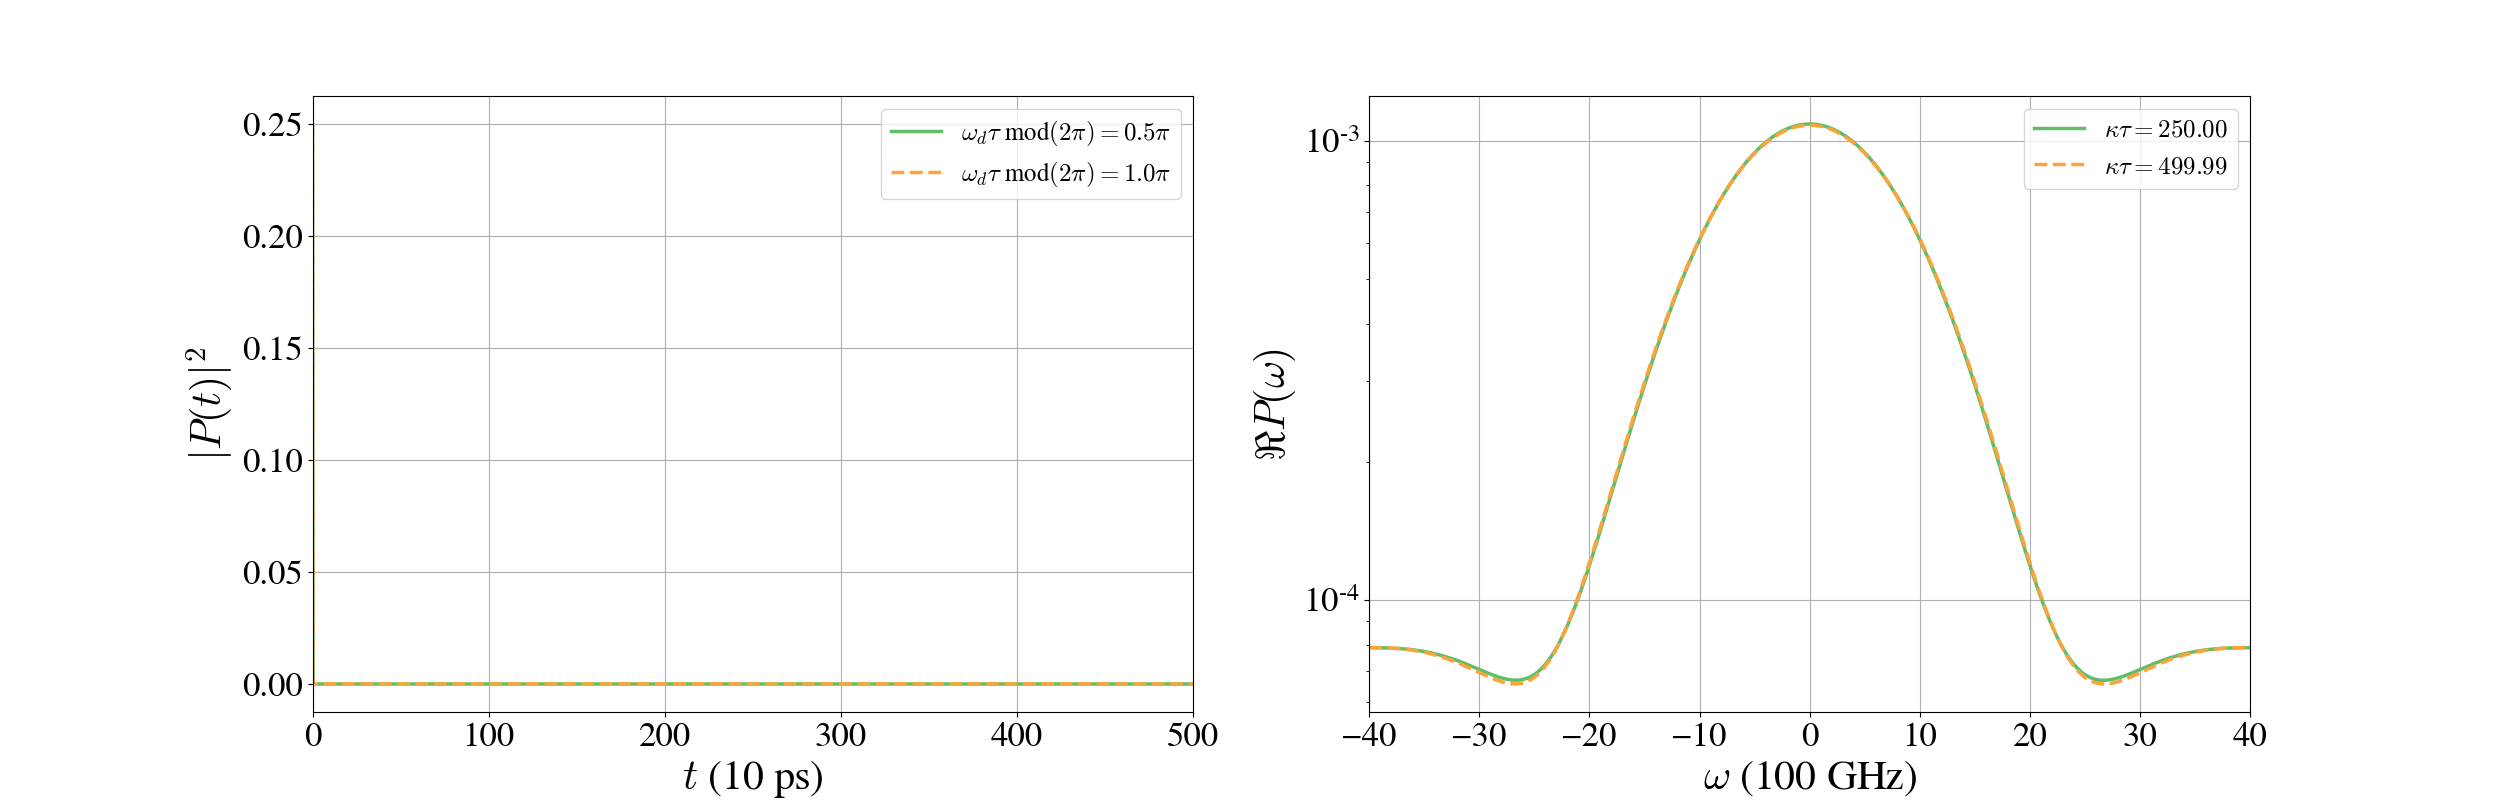 0.25
0.20
0.15
0.10
0.05
0.00
|P(t)|²
0 100 200 300 400 500
t (10 ps)
ω_dτ mod(2π) = 0.5π
ω_dτ mod(2π) = 1.0π
10⁻³
10⁻⁴
ℜP(ω)
−40 −30 −20 −10 0 10 20 30 40
ω (100 GHz)
κτ = 250.00
κτ = 499.99